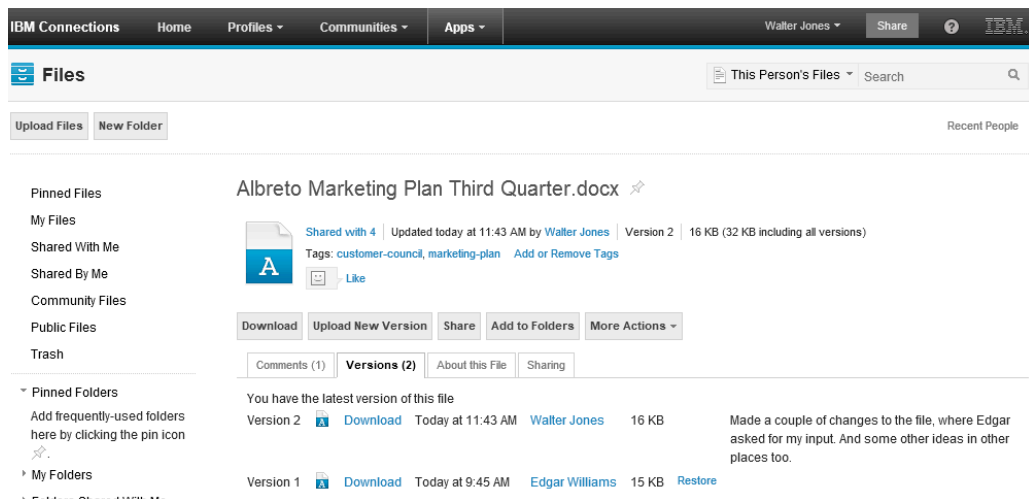 IBM Connections Home Profiles Communities Apps Walter Jones Share ? IBM.
Files This Person's Files Search
Upload Files New Folder Recent People
Pinned Files
My Files
Shared With Me
Shared By Me
Community Files
Public Files
Trash
Pinned Folders
Add frequently-used folders
here by clicking the pin icon
.
My Folders
Folders Shared With Me
Albreto Marketing Plan Third Quarter.docx
Shared with 4 Updated today at 11:43 AM by Walter Jones Version 2 16 KB (32 KB including all versions)
Tags: customer-council, marketing-plan Add or Remove Tags
A
Like
Download Upload New Version Share Add to Folders More Actions
Comments (1) Versions (2) About this File Sharing
You have the latest version of this file
Version 2 A Download Today at 11:43 AM Walter Jones 16 KB Made a couple of changes to the file, where Edgar
asked for my input. And some other ideas in other
places too.
Version 1 A Download Today at 9:45 AM Edgar Williams 15 KB Restore